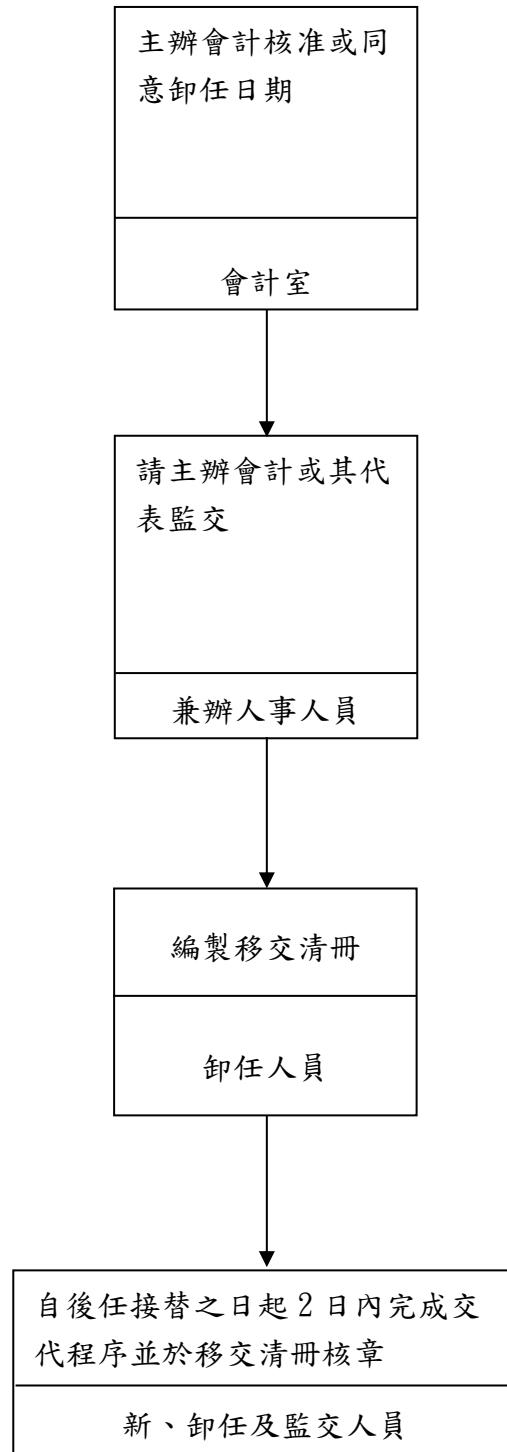 主辦會計核准或同
意卸任日期
會計室
請主辦會計或其代
表監交
兼辦人事人員
編製移交清冊
卸任人員
自後任接替之日起 2 日內完成交
代程序並於移交清冊核章
新、卸任及監交人員